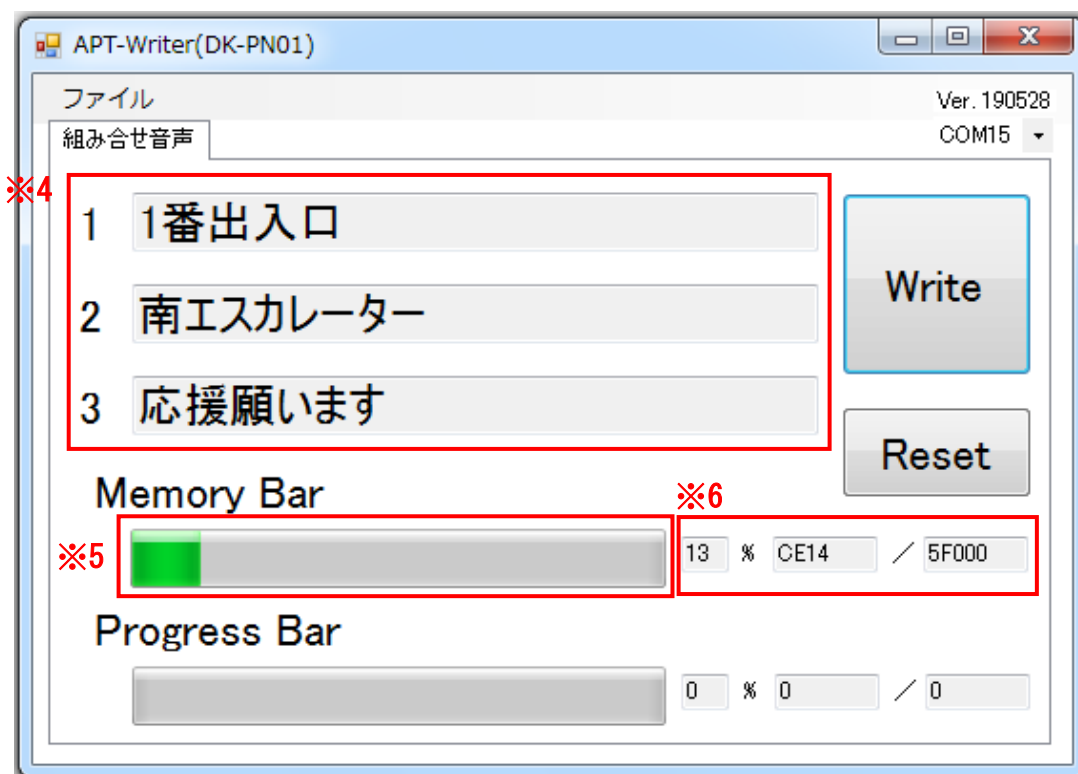 APT-Writer(DK-PN01)
ファイル
Ver. 190528
組み合せ音声
COM15
※4
1 1番出入口
Write
2 南エスカレーター
3 応援願います
Reset
Memory Bar
※6
※5
13 % CE14 / 5F000
Progress Bar
0 % 0 / 0